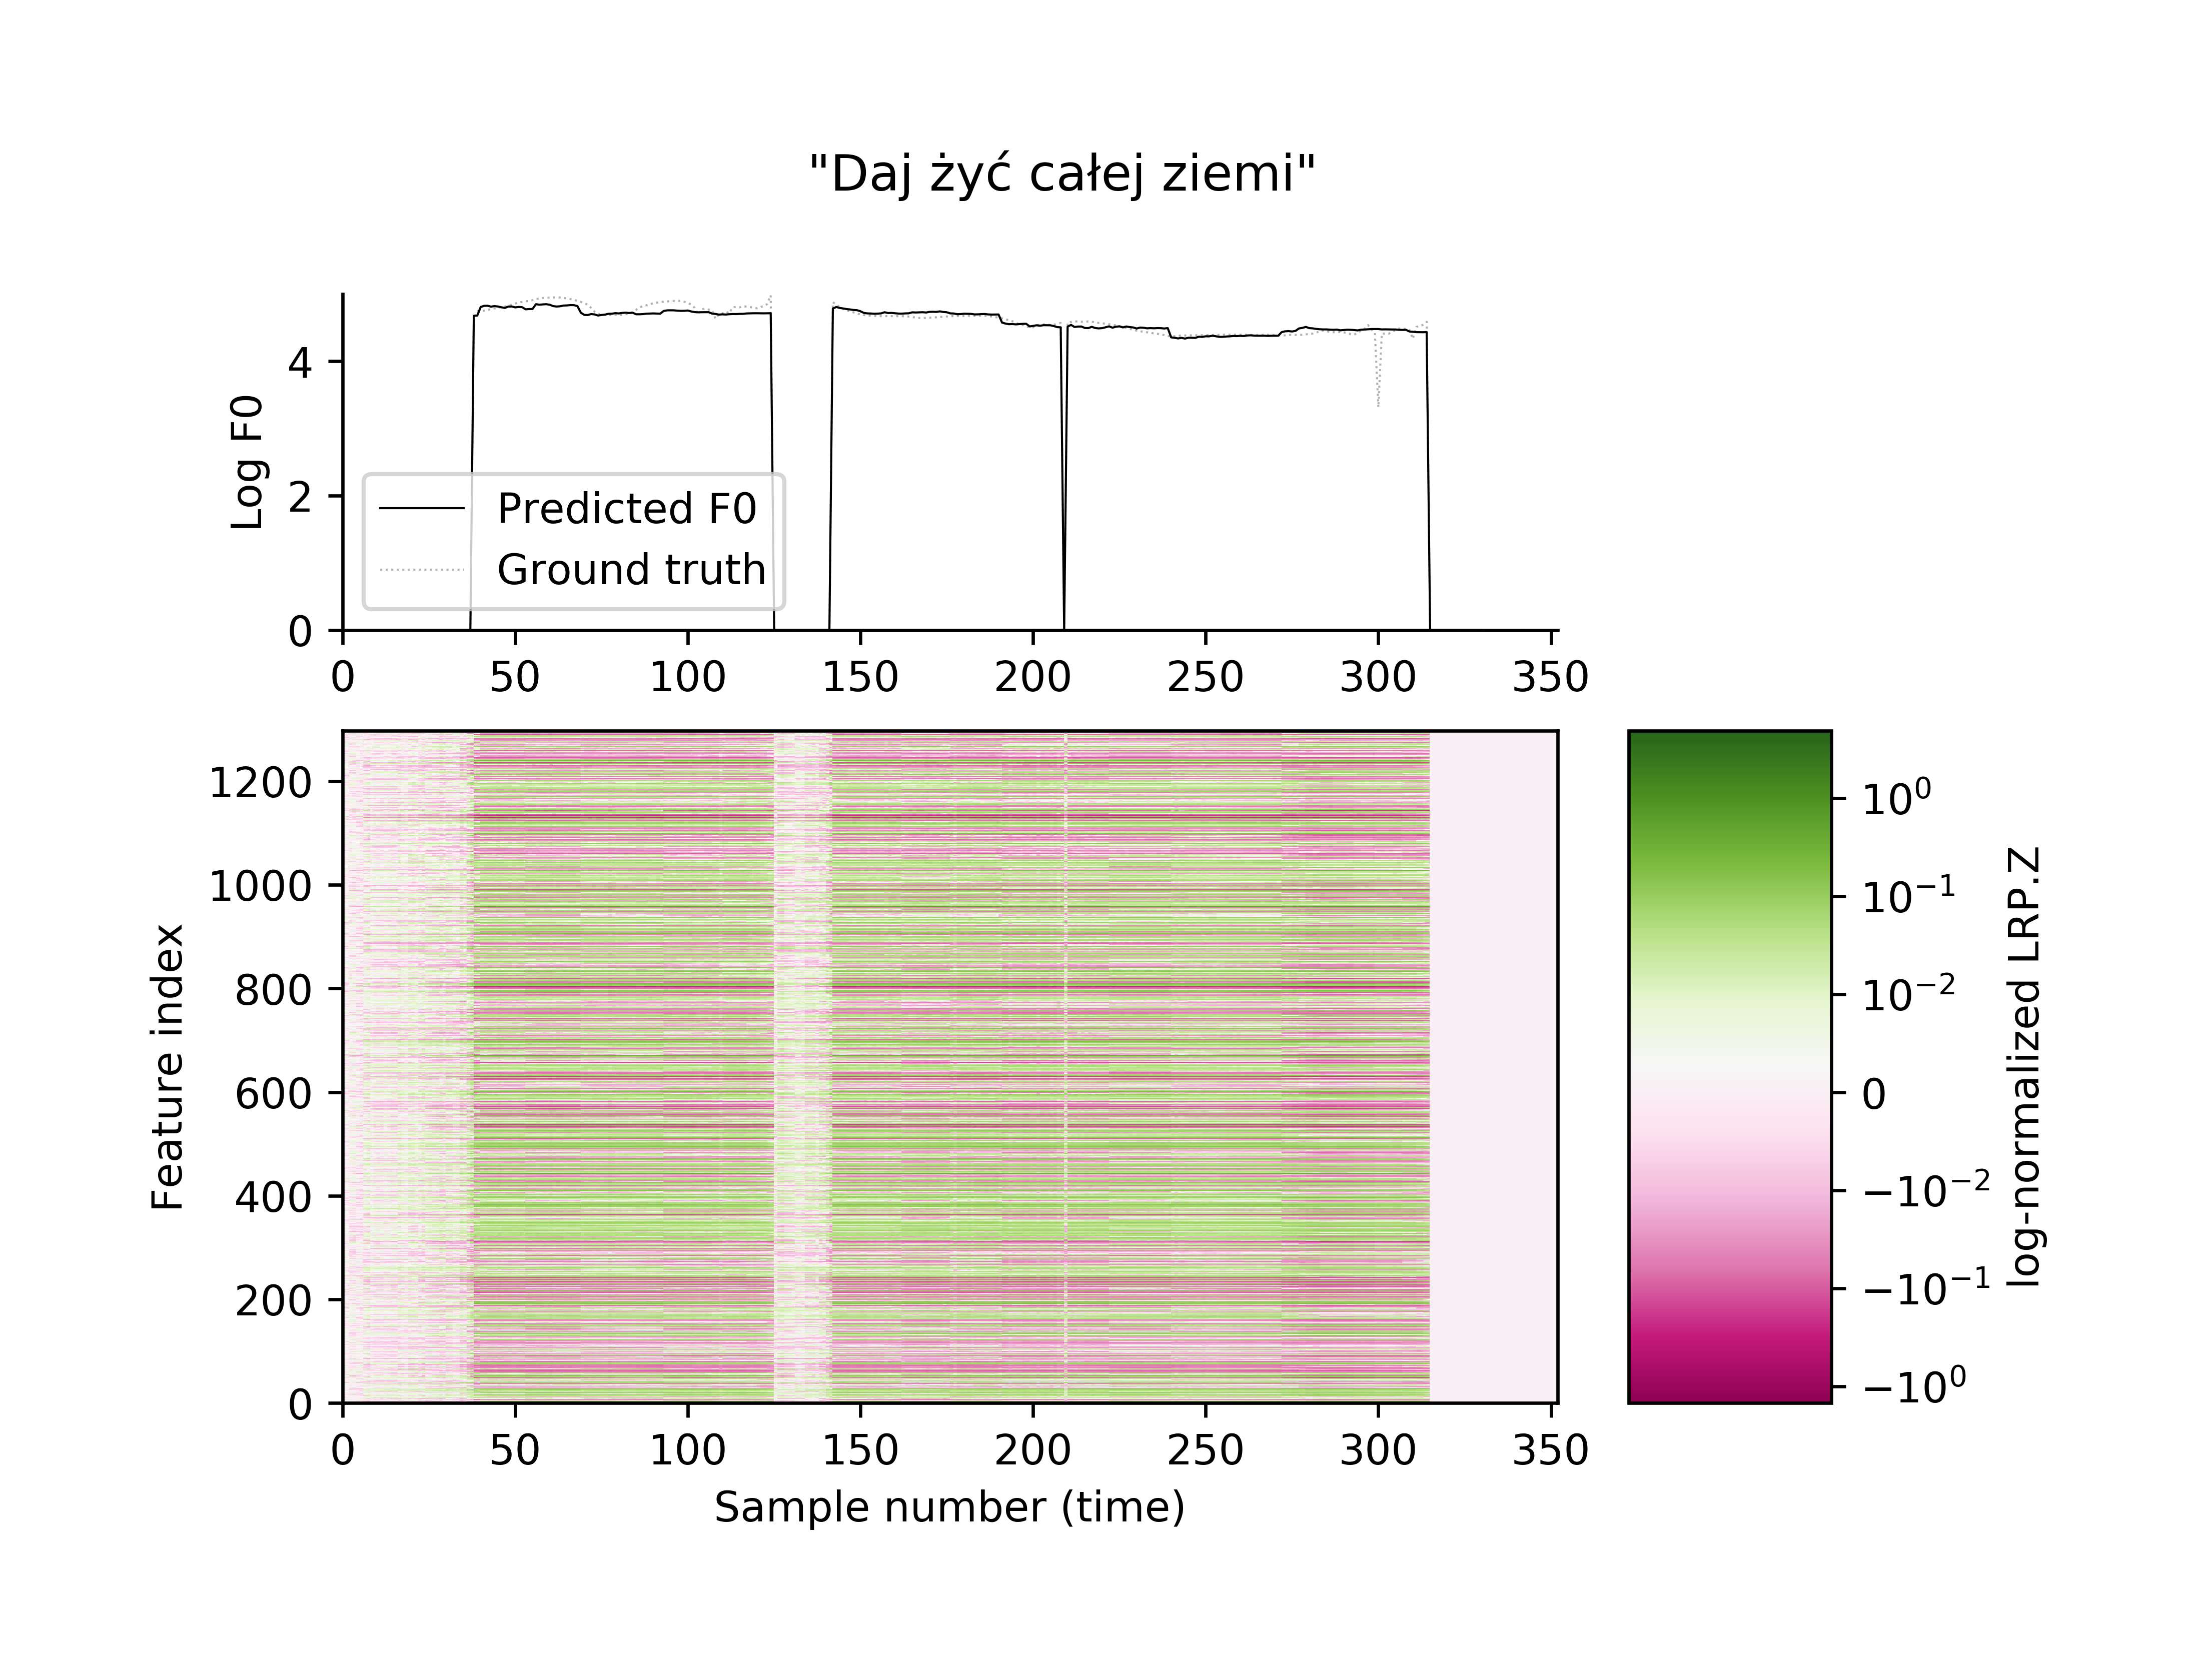 "Daj żyć całej ziemi"
Log F0
4
2
0
Predicted F0
Ground truth
0 50 100 150 200 250 300 350
Feature index
1200
1000
800
600
400
200
0
0 50 100 150 200 250 300 350
Sample number (time)
10⁰
10⁻¹
10⁻²
0
−10⁻²
−10⁻¹
−10⁰
log-normalized LRP.Z